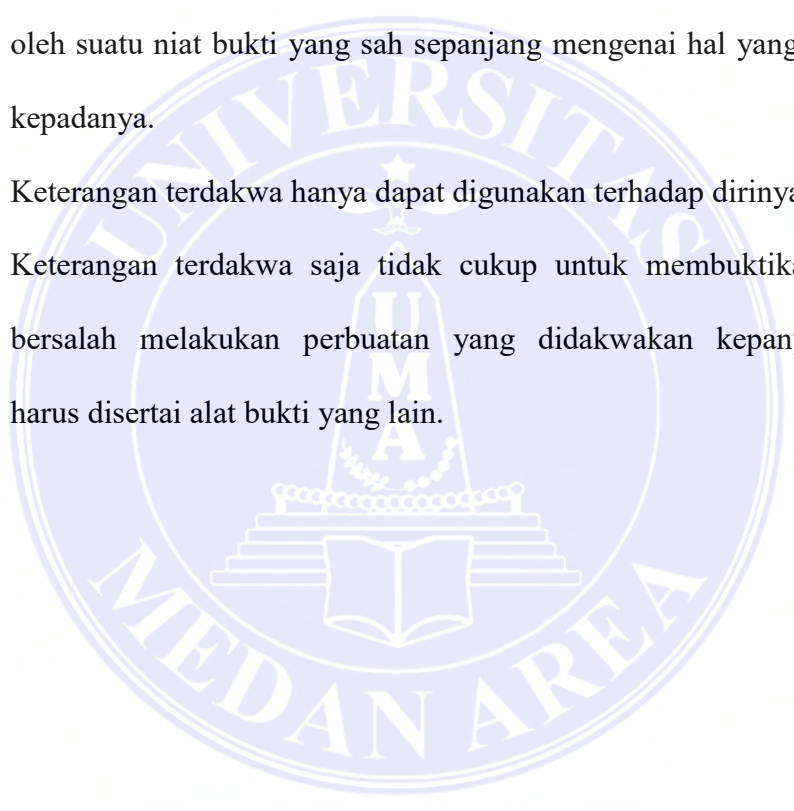 oleh suatu niat bukti yang sah sepanjang mengenai hal yang
kepadanya.
Keterangan terdakwa hanya dapat digunakan terhadap dirinya
Keterangan terdakwa saja tidak cukup untuk
bersalah melakukan perbuatan yang didakwakan
harus disertai alat bukti yang lain.
UNIVERSITAS
UMA
MEDAN AREA